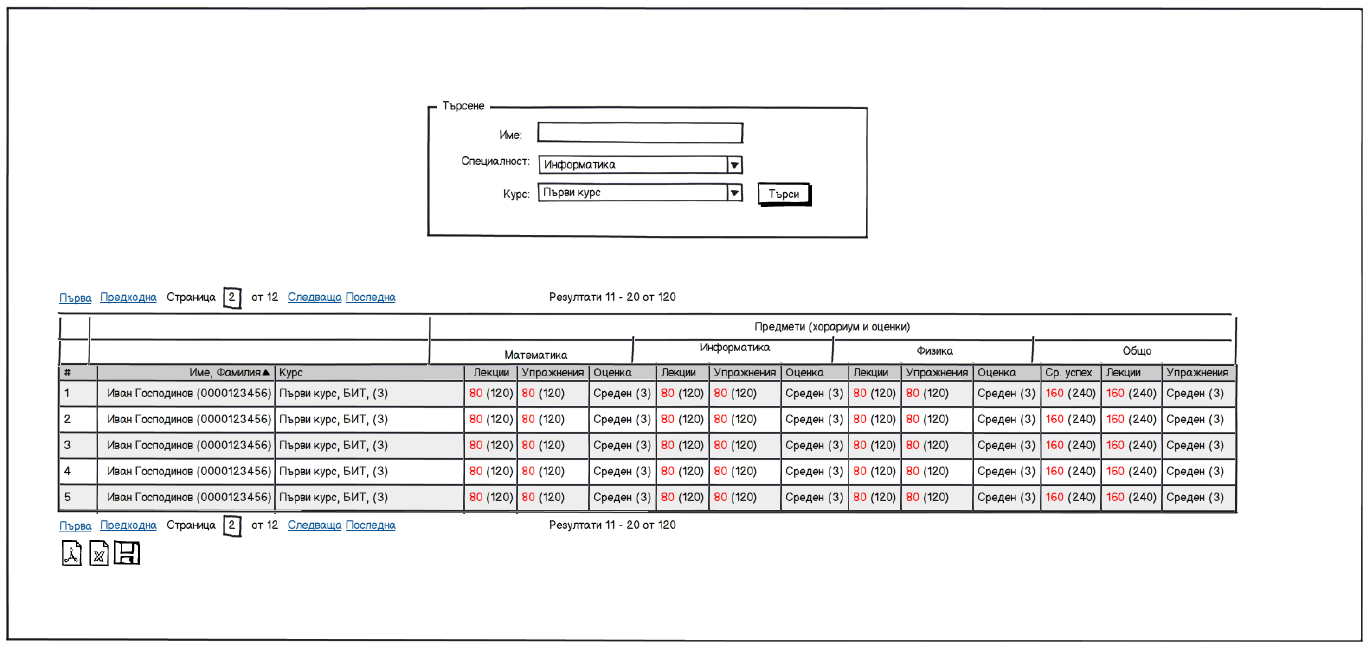 Търсене
Име:
Специалност: Информатика
Курс: Първи курс Търси
Първа Предходна Страница 2 от 12 Следваща Последна Резултати 11 - 20 от 120
Предмети (хорариум и оценки)
Математика Информатика Физика Общо
# Име, Фамилия▲ Курс Лекции Упражнения Оценка Лекции Упражнения Оценка Лекции Упражнения Оценка Ср. успех Лекции Упражнения
1 Иван Господинов (0000123456) Първи курс, БИТ, (3) 80 (120) 80 (120) Среден (3) 80 (120) 80 (120) Среден (3) 80 (120) 80 (120) Среден (3) 160 (240) 160 (240) Среден (3)
2 Иван Господинов (0000123456) Първи курс, БИТ, (3) 80 (120) 80 (120) Среден (3) 80 (120) 80 (120) Среден (3) 80 (120) 80 (120) Среден (3) 160 (240) 160 (240) Среден (3)
3 Иван Господинов (0000123456) Първи курс, БИТ, (3) 80 (120) 80 (120) Среден (3) 80 (120) 80 (120) Среден (3) 80 (120) 80 (120) Среден (3) 160 (240) 160 (240) Среден (3)
4 Иван Господинов (0000123456) Първи курс, БИТ, (3) 80 (120) 80 (120) Среден (3) 80 (120) 80 (120) Среден (3) 80 (120) 80 (120) Среден (3) 160 (240) 160 (240) Среден (3)
5 Иван Господинов (0000123456) Първи курс, БИТ, (3) 80 (120) 80 (120) Среден (3) 80 (120) 80 (120) Среден (3) 80 (120) 80 (120) Среден (3) 160 (240) 160 (240) Среден (3)
Първа Предходна Страница 2 от 12 Следваща Последна Резултати 11 - 20 от 120